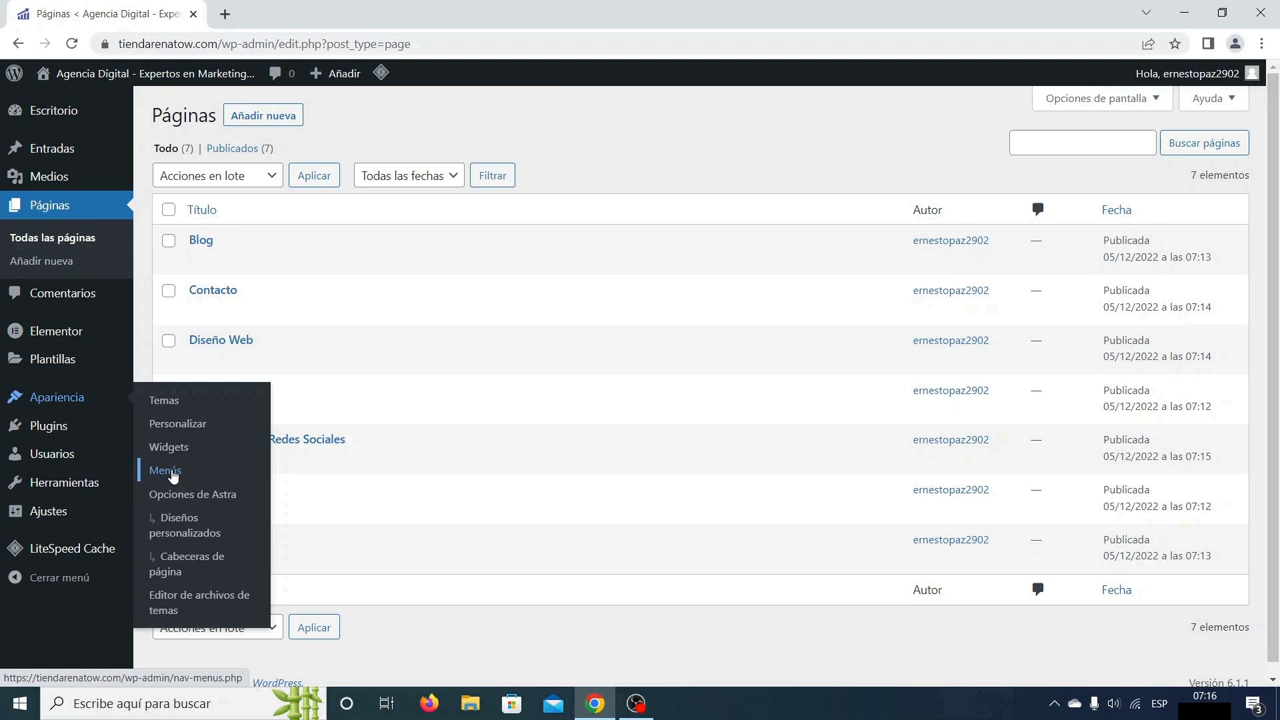 Páginas < Agencia Digital - Expertos en Marketing
tiendarenatow.com/wp-admin/edit.php?post_type=page
Agencia Digital - Expertos en Marketing... 0 Añadir Hola, ernestopaz2902
Escritorio
Entradas
Medios
Páginas
Todas las páginas
Añadir nueva
Comentarios
Elementor
Plantillas
Apariencia
Plugins
Usuarios
Herramientas
Ajustes
LiteSpeed Cache
Cerrar menú
Temas
Personalizar
Widgets
Menús
Opciones de Astra
↳ Diseños
personalizados
↳ Cabeceras de
página
Editor de archivos de
temas
Páginas Añadir nueva
Opciones de pantalla Ayuda
Todo (7) | Publicados (7)
Buscar páginas
Acciones en lote Aplicar Todas las fechas Filtrar 7 elementos
Título Autor Fecha
Blog ernestopaz2902 — Publicada
05/12/2022 a las 07:13
Contacto ernestopaz2902 — Publicada
05/12/2022 a las 07:14
Diseño Web ernestopaz2902 — Publicada
05/12/2022 a las 07:14
ernestopaz2902 — Publicada
05/12/2022 a las 07:12
Redes Sociales ernestopaz2902 — Publicada
05/12/2022 a las 07:15
ernestopaz2902 — Publicada
05/12/2022 a las 07:12
ernestopaz2902 — Publicada
05/12/2022 a las 07:13
Autor Fecha
Acciones en lote Aplicar 7 elementos
https://tiendarenatow.com/wp-admin/nav-menus.php
WordPress. Versión 6.1.1
Escribe aquí para buscar
ESP
07:16
3